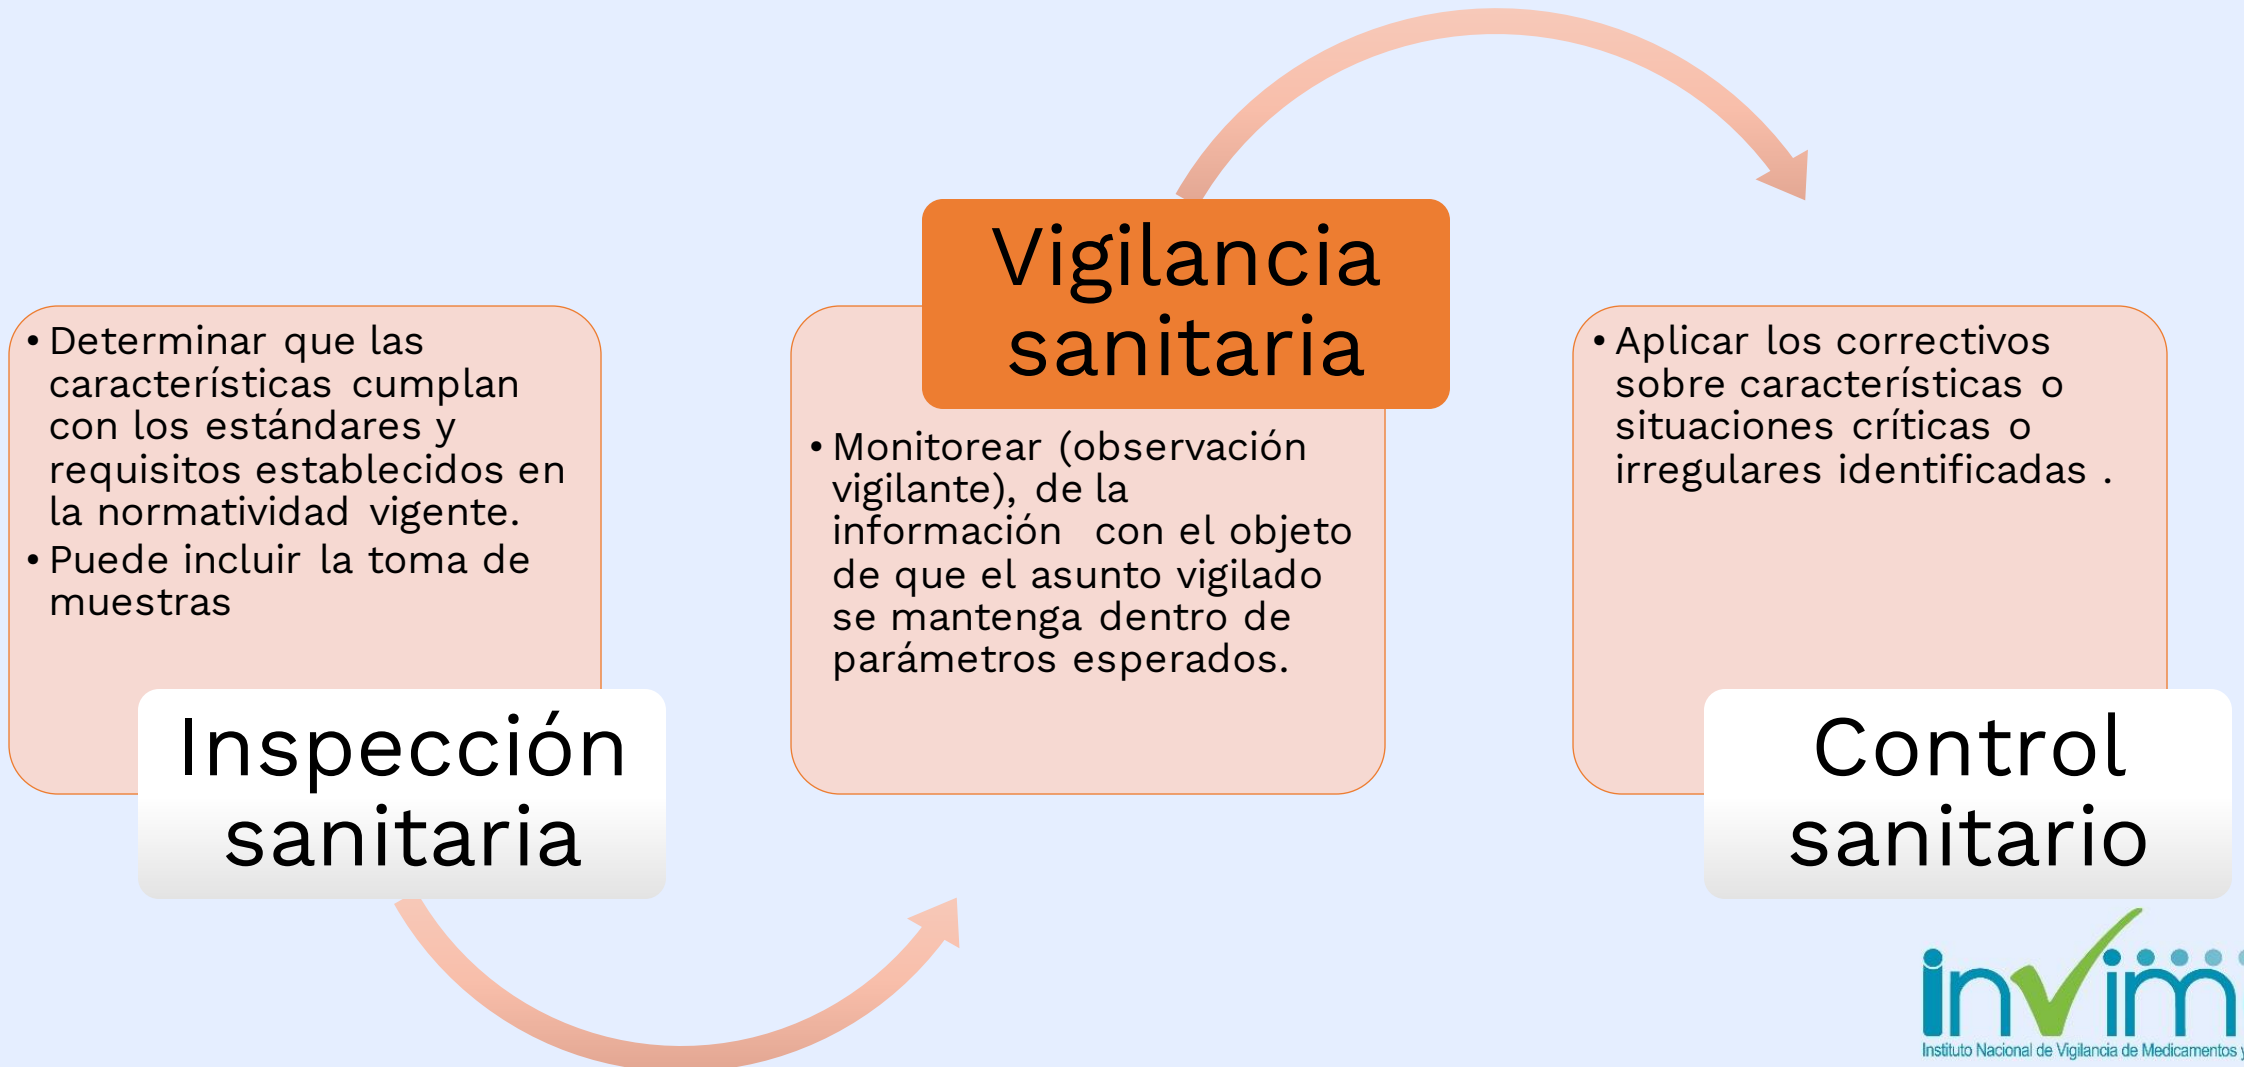 • Determinar que las
características cumplan
con los estándares y
requisitos establecidos en
la normatividad vigente.
• Puede incluir la toma de
muestras
Inspección
sanitaria
Vigilancia
sanitaria
• Monitorear (observación
vigilante), de la
información con el objeto
de que el asunto vigilado
se mantenga dentro de
parámetros esperados.
• Aplicar los correctivos
sobre características o
situaciones críticas o
irregulares identificadas .
Control
sanitario
invim
Instituto Nacional de Vigilancia de Medicamentos y